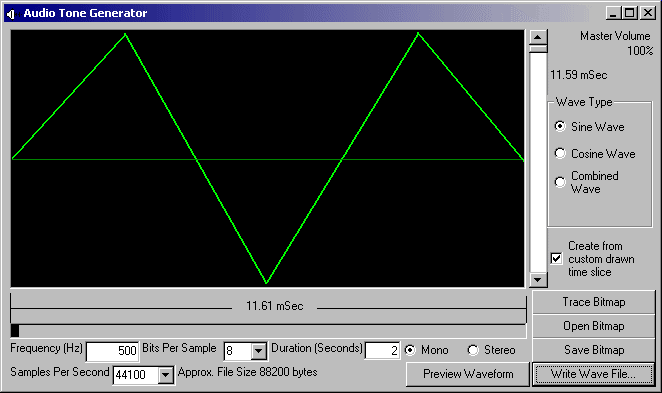 Audio Tone Generator
Master Volume
100%
11.59 mSec
Wave Type
Sine Wave
Cosine Wave
Combined
Wave
Create from
custom drawn
time slice
11.61 mSec
Trace Bitmap
Open Bitmap
Save Bitmap
Frequency (Hz) 500 Bits Per Sample 8 Duration (Seconds) 2 Mono Stereo
Samples Per Second 44100 Approx. File Size 88200 bytes Preview Waveform Write Wave File...